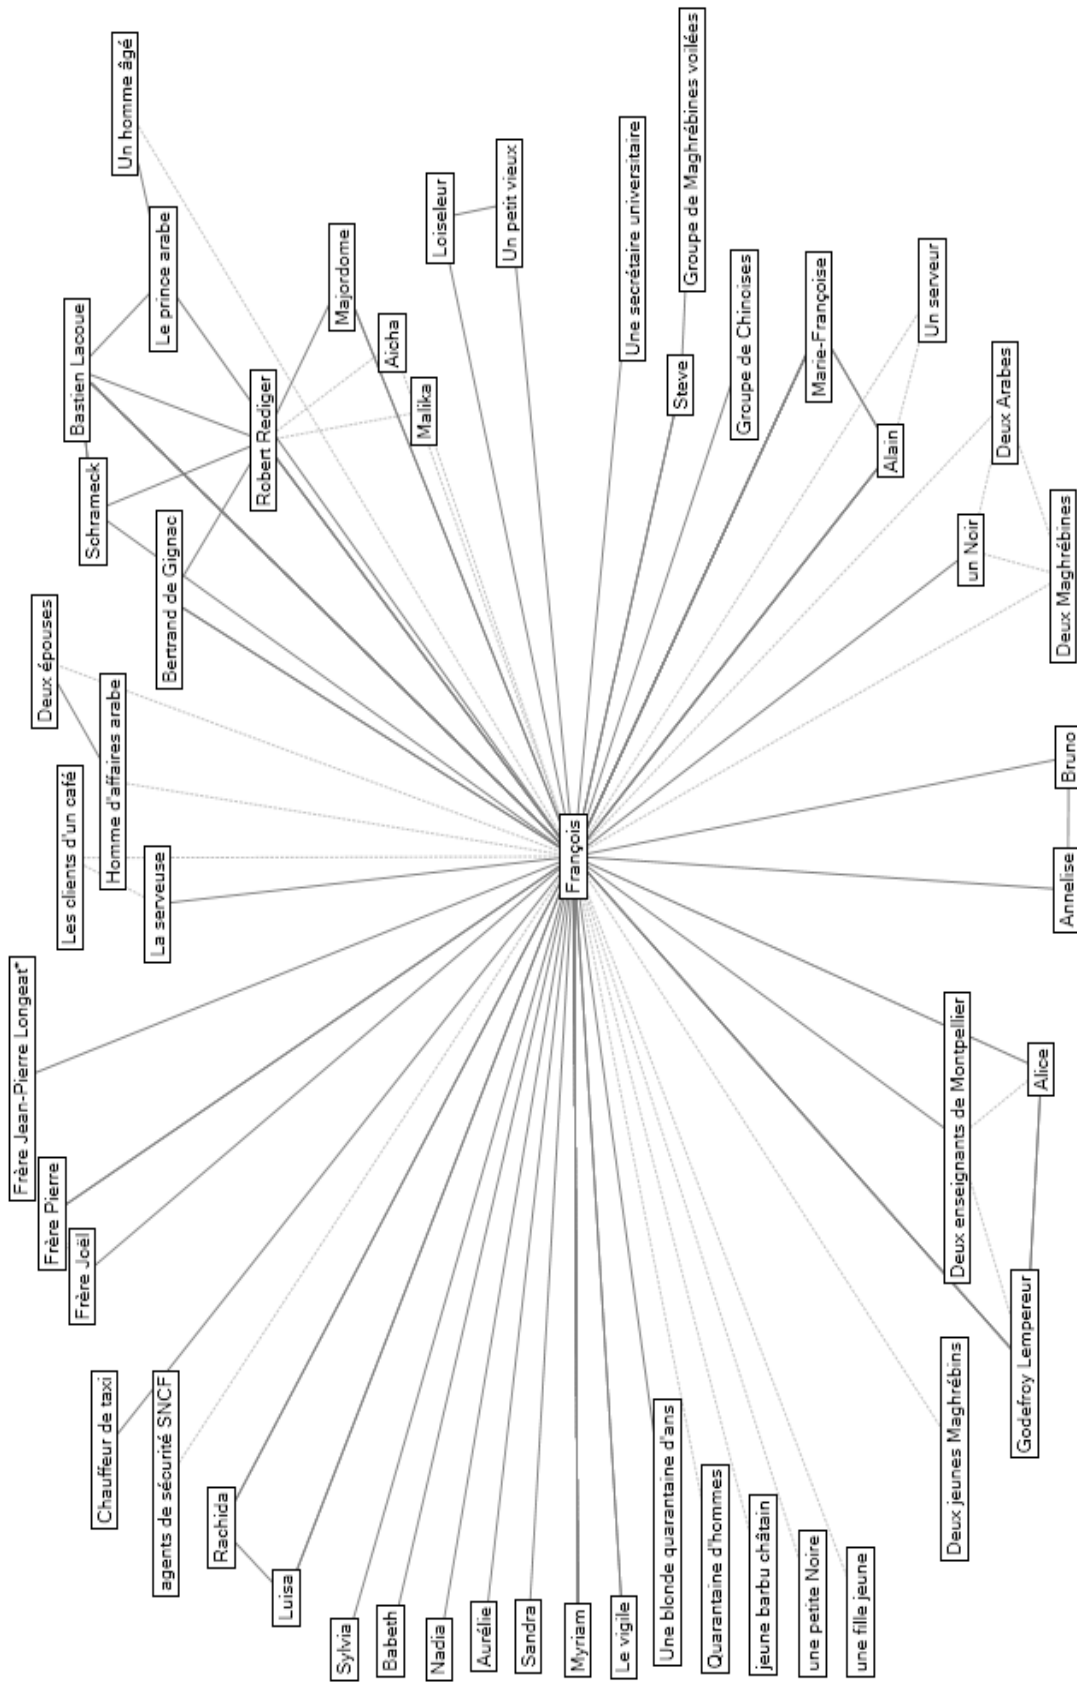 Un homme âgé
Le prince arabe
Bastien Lacoue
Schrameck
Robert Rediger
Bertrand de Gignac
Majordome
Aicha
Malika
Loiseleur
Un petit vieux
Une secrétaire universitaire
Groupe de Maghrébines voilées
Steve
Groupe de Chinoises
Marie-Françoise
Un serveur
Alain
Deux Arabes
un Noir
Deux Maghrébines
Deux épouses
Homme d'affaires arabe
Les clients d'un café
La serveuse
François
Bruno
Annelise
Frère Jean-Pierre Longeat*
Frère Pierre
Frère Joël
Chauffeur de taxi
agents de sécurité SNCF
Rachida
Luisa
Sylvia
Babeth
Nadia
Aurélie
Sandra
Myriam
Le vigile
Une blonde quarantaine d'ans
Quarantaine d'hommes
jeune barbu châtain
une petite Noire
une fille jeune
Deux jeunes Maghrébins
Godefroy Lempereur
Deux enseignants de Montpellier
Alice